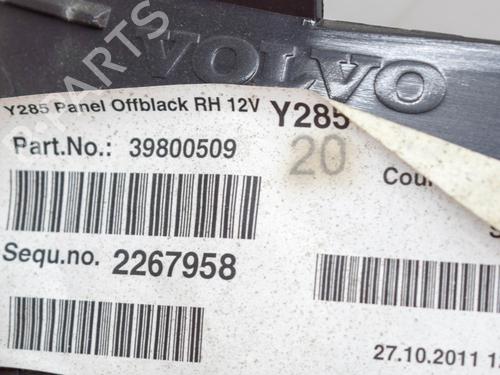 VOLVO
Y285 Panel Offblack RH 12V Y285
Part.No.: 39800509
20
Cou
Sequ.no. 2267958
27.10.2011 1
PARTS